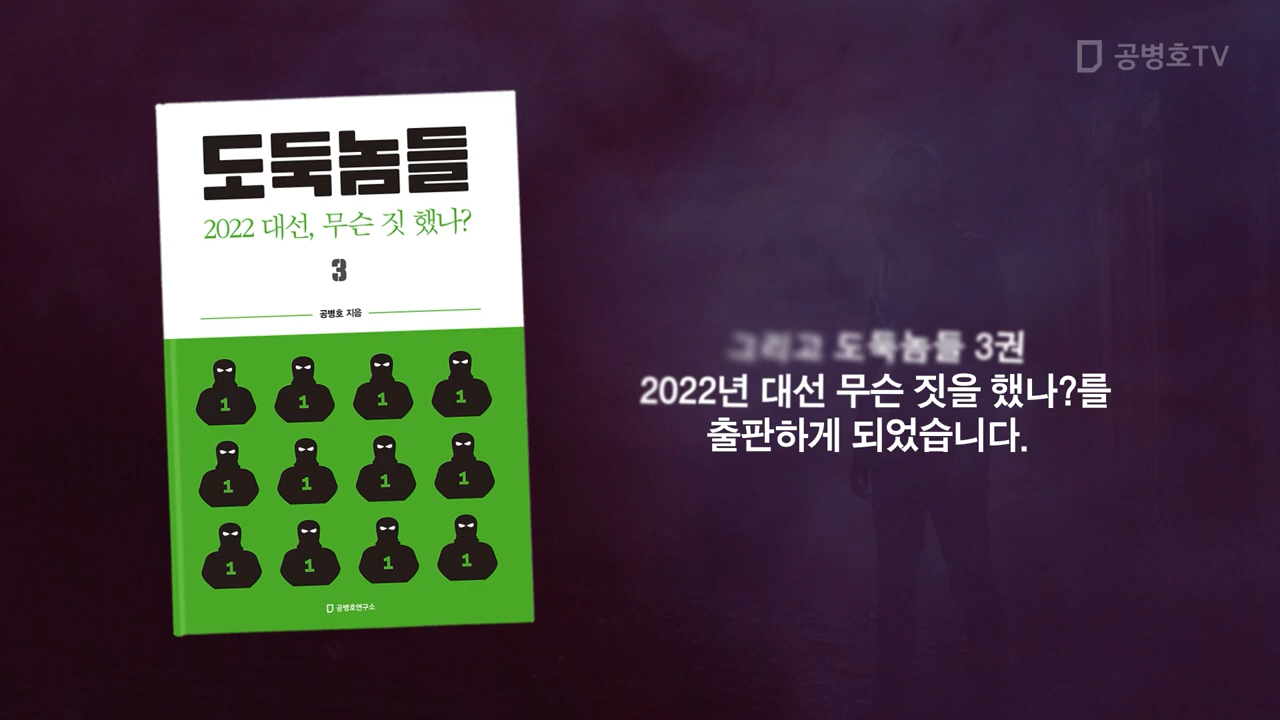 공병호TV
도둑놈들
2022 대선, 무슨 짓 했나?
3
공병호 지음
1 1 1 1
1 1 1 1
1 1 1 1
공병호연구소
그리고 도둑놈들 3권
2022년 대선 무슨 짓을 했나?를
출판하게 되었습니다.